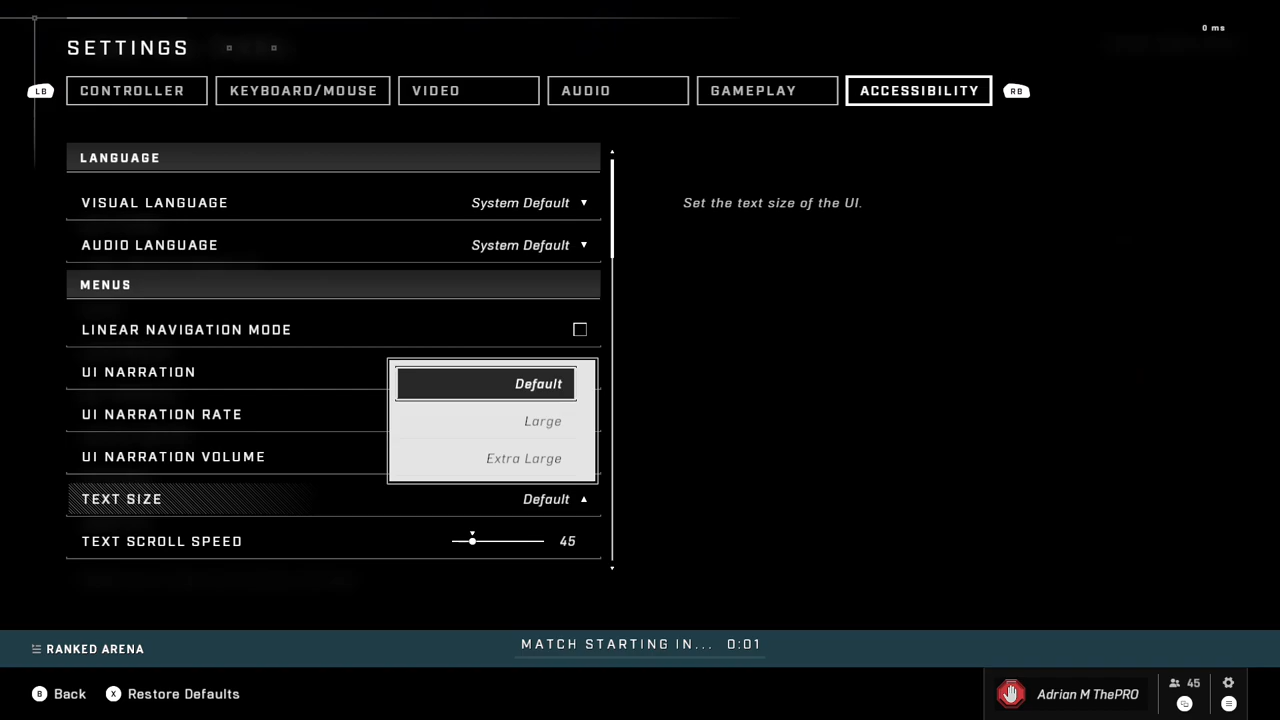 0 ms
SETTINGS
LB
CONTROLLER
KEYBOARD/MOUSE
VIDEO
AUDIO
GAMEPLAY
ACCESSIBILITY
RB
LANGUAGE
VISUAL LANGUAGE System Default
Set the text size of the UI.
AUDIO LANGUAGE System Default
MENUS
LINEAR NAVIGATION MODE
UI NARRATION
Default
UI NARRATION RATE
Large
UI NARRATION VOLUME
Extra Large
TEXT SIZE Default
TEXT SCROLL SPEED 45
RANKED ARENA
MATCH STARTING IN... 0:01
B Back X Restore Defaults
Adrian M ThePRO
45